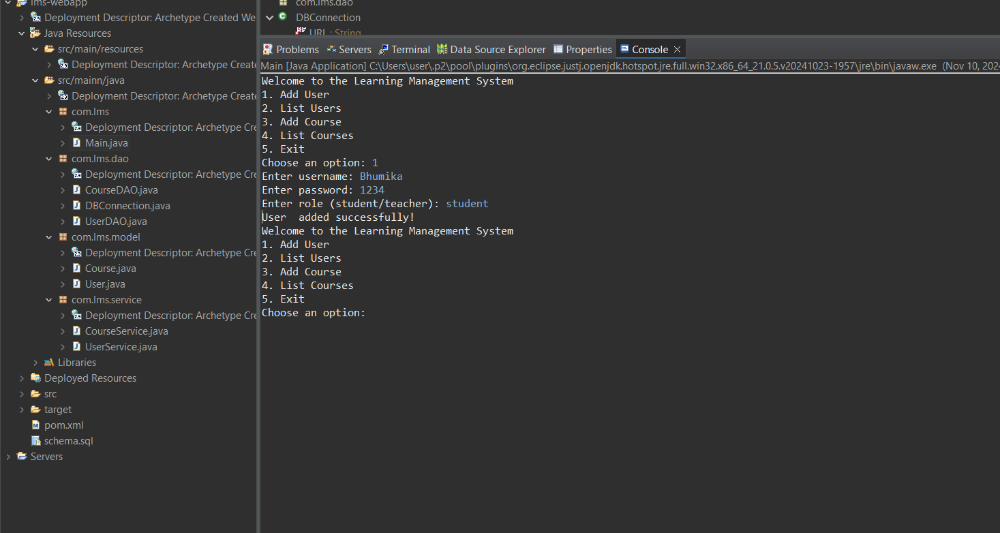 lms-webapp
Deployment Descriptor: Archetype Created We
Java Resources
src/main/resources
Deployment Descriptor: Archetype Create
src/mainn/java
Deployment Descriptor: Archetype Create
com.lms
Deployment Descriptor: Archetype Cre
Main.java
com.lms.dao
Deployment Descriptor: Archetype Cre
CourseDAO.java
DBConnection.java
UserDAO.java
com.lms.model
Deployment Descriptor: Archetype Cre
Course.java
User.java
com.lms.service
Deployment Descriptor: Archetype Cre
CourseService.java
UserService.java
Libraries
Deployed Resources
src
target
pom.xml
schema.sql
Servers
com.lms.dao
DBConnection
URL : String
Problems Servers Terminal Data Source Explorer Properties Console
Main [Java Application] C:\Users\user\.p2\pool\plugins\org.eclipse.justj.openjdk.hotspot.jre.full.win32.x86_64_21.0.5.v20241023-1957\jre\bin\javaw.exe (Nov 10, 2024
Welcome to the Learning Management System
1. Add User
2. List Users
3. Add Course
4. List Courses
5. Exit
Choose an option: 1
Enter username: Bhumika
Enter password: 1234
Enter role (student/teacher): student
User  added successfully!
Welcome to the Learning Management System
1. Add User
2. List Users
3. Add Course
4. List Courses
5. Exit
Choose an option: